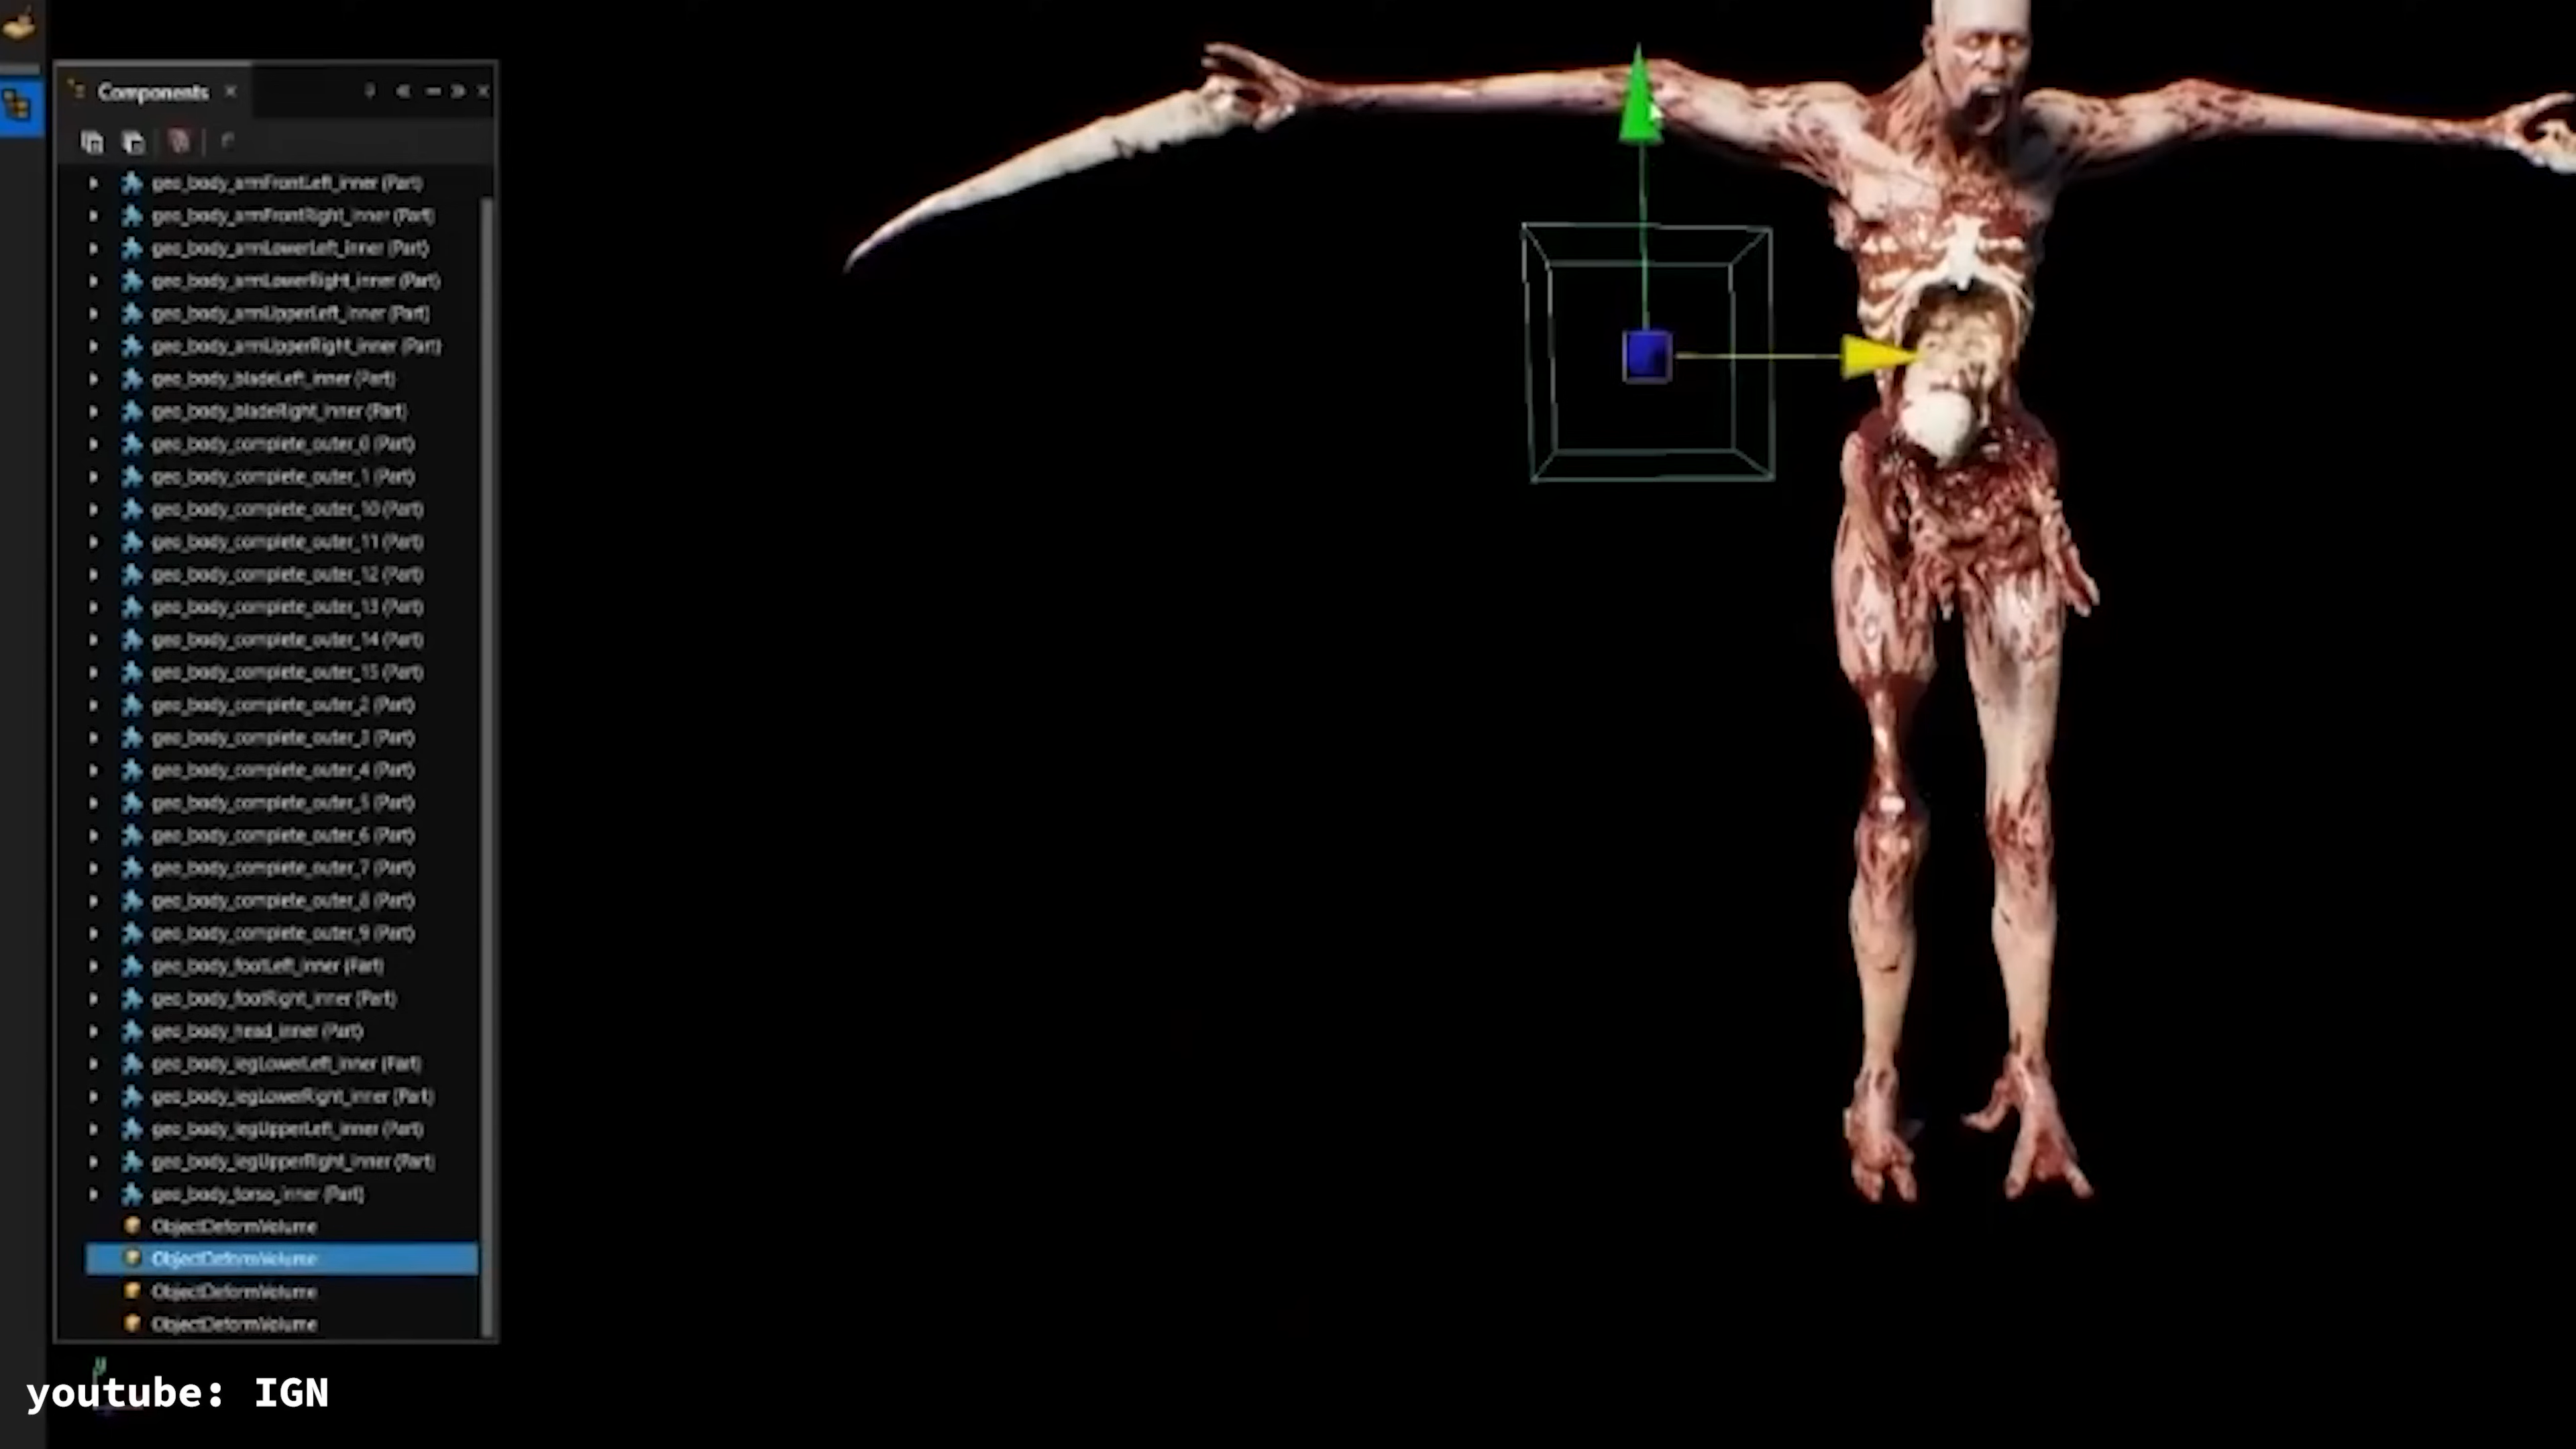 Components
geo_body_armFrontLeft_inner (Part)
geo_body_armFrontRight_inner (Part)
geo_body_armLowerLeft_inner (Part)
geo_body_armLowerRight_inner (Part)
geo_body_armUpperLeft_inner (Part)
geo_body_armUpperRight_inner (Part)
geo_body_bladeLeft_inner (Part)
geo_body_bladeRight_inner (Part)
geo_body_complete_outer_0 (Part)
geo_body_complete_outer_1 (Part)
geo_body_complete_outer_10 (Part)
geo_body_complete_outer_11 (Part)
geo_body_complete_outer_12 (Part)
geo_body_complete_outer_13 (Part)
geo_body_complete_outer_14 (Part)
geo_body_complete_outer_15 (Part)
geo_body_complete_outer_2 (Part)
geo_body_complete_outer_3 (Part)
geo_body_complete_outer_4 (Part)
geo_body_complete_outer_5 (Part)
geo_body_complete_outer_6 (Part)
geo_body_complete_outer_7 (Part)
geo_body_complete_outer_8 (Part)
geo_body_complete_outer_9 (Part)
geo_body_footLeft_inner (Part)
geo_body_footRight_inner (Part)
geo_body_head_inner (Part)
geo_body_legLowerLeft_inner (Part)
geo_body_legLowerRight_inner (Part)
geo_body_legUpperLeft_inner (Part)
geo_body_legUpperRight_inner (Part)
geo_body_torso_inner (Part)
ObjectDeformVolume
ObjectDeformVolume
ObjectDeformVolume
ObjectDeformVolume
y
youtube: IGN